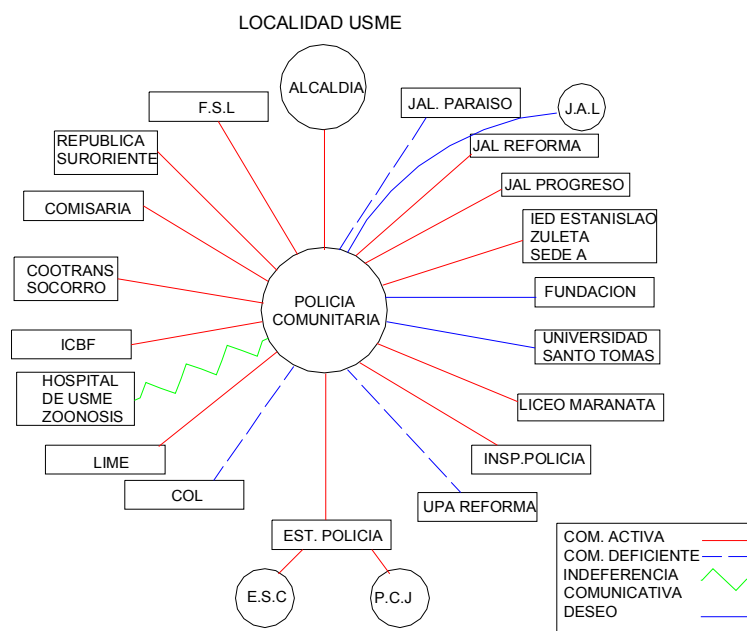 LOCALIDAD USME
ALCALDIA
F.S.L
JAL. PARAISO
J.A.L
REPUBLICA
SURORIENTE
JAL REFORMA
JAL PROGRESO
COMISARIA
IED ESTANISLAO
ZULETA
SEDE A
COOTRANS
SOCORRO
POLICIA
COMUNITARIA
FUNDACION
ICBF
UNIVERSIDAD
SANTO TOMAS
HOSPITAL
DE USME
ZOONOSIS
LICEO MARANATA
LIME
INSP.POLICIA
COL
UPA REFORMA
EST. POLICIA
E.S.C
P.C.J
COM. ACTIVA
COM. DEFICIENTE
INDEFERENCIA
COMUNICATIVA
DESEO